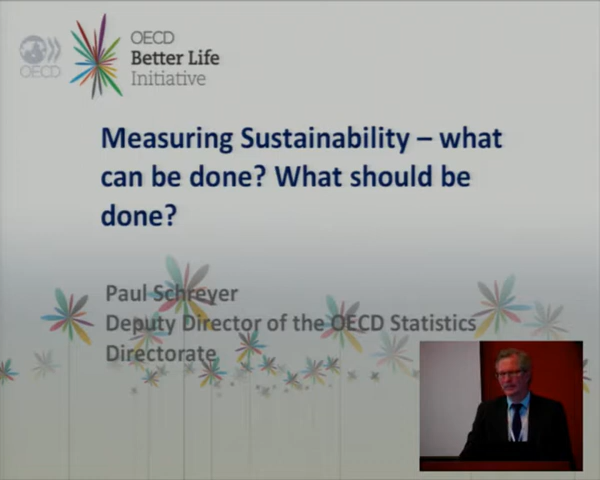 OECD
Better Life
Initiative
OECD
Measuring Sustainability – what
can be done? What should be
done?
Paul Schreyer
Deputy Director of the OECD Statistics
Directorate